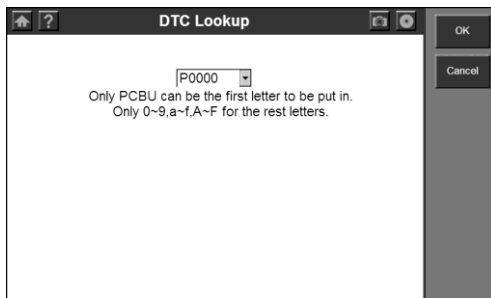 ?
DTC Lookup
OK
Cancel
P0000
Only PCBU can be the first letter to be put in.
Only 0~9,a~f,A~F for the rest letters.